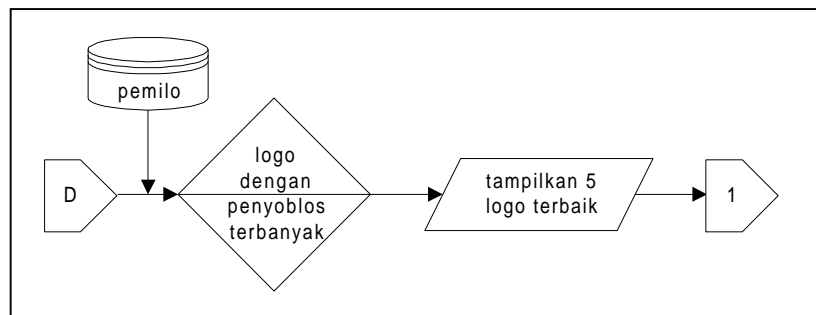 pemilo
D
logo
dengan
penyoblos
terbanyak
tampilkan 5
logo terbaik
1